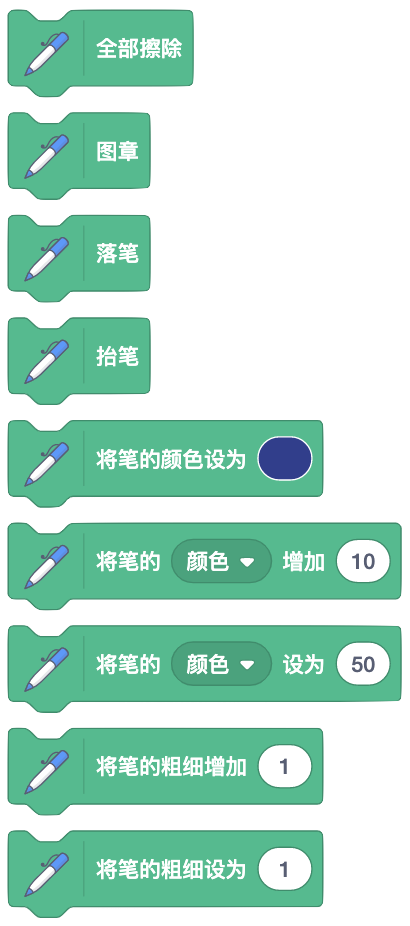 全部擦除
图章
落笔
抬笔
将笔的颜色设为
将笔的 颜色 增加 10
将笔的 颜色 设为 50
将笔的粗细增加 1
将笔的粗细设为 1